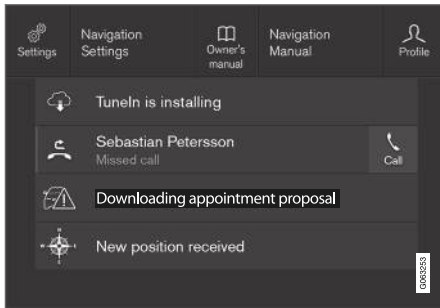 Settings
Navigation
Settings
Owner's
manual
Navigation
Manual
Profile
TuneIn is installing
Sebastian Petersson
Missed call
Call
Downloading appointment proposal
New position received
G063253